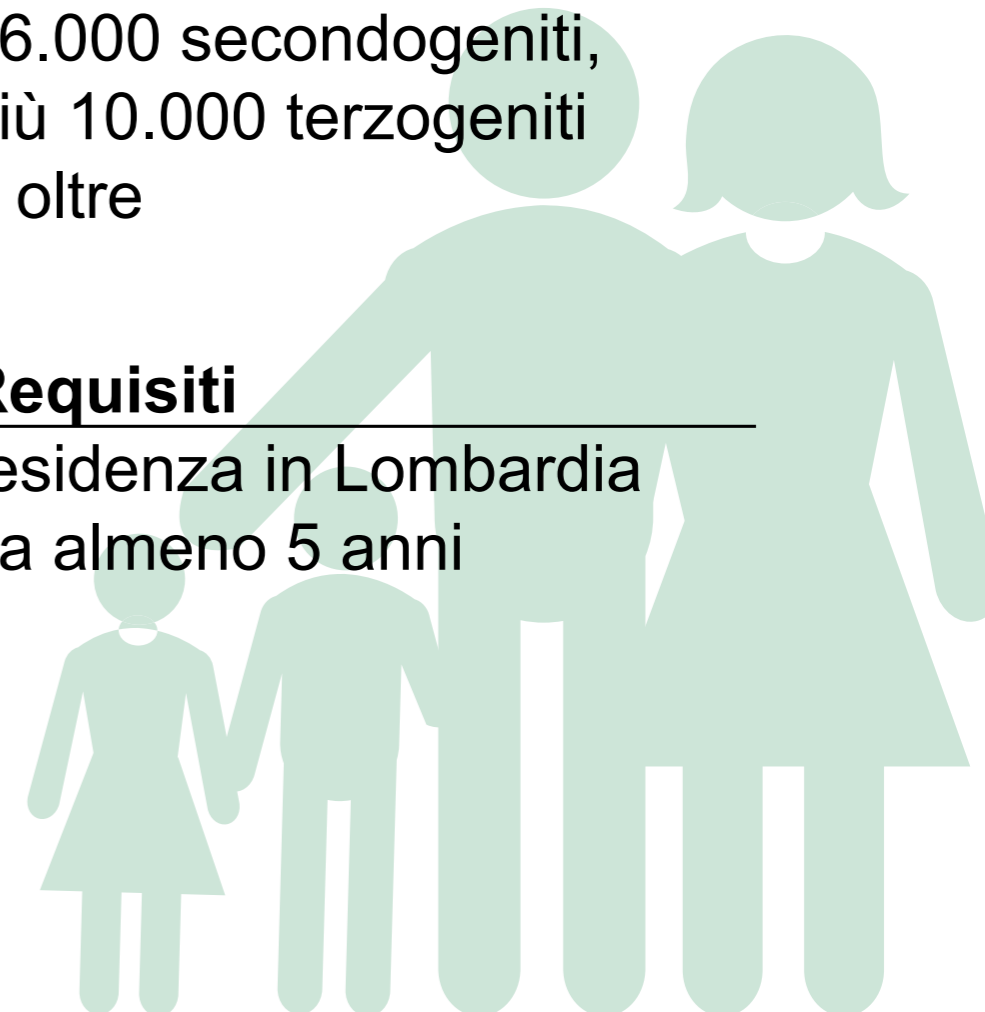 6.000 secondogeniti,
iù 10.000 terzogeniti
oltre
Requisiti
esidenza in Lombardia
a almeno 5 anni